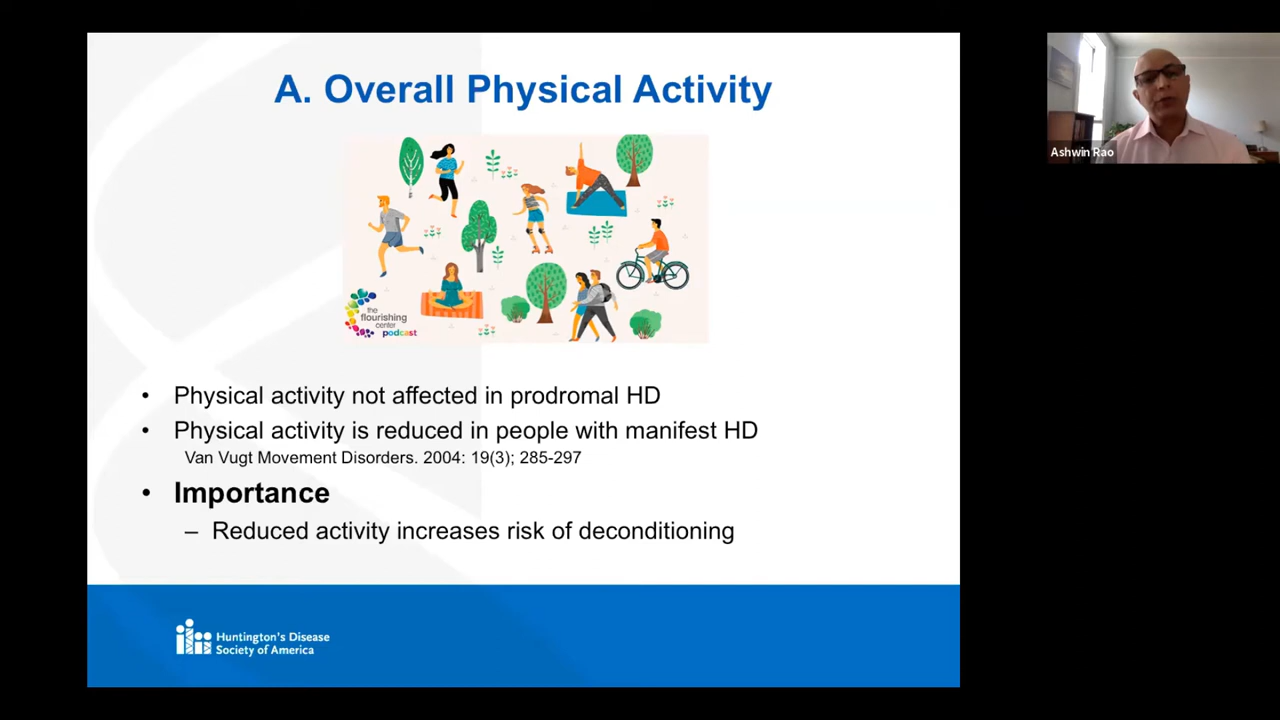 A. Overall Physical Activity
the
flourishing
center
podcast
• Physical activity not affected in prodromal HD
• Physical activity is reduced in people with manifest HD
Van Vugt Movement Disorders. 2004: 19(3); 285-297
• Importance
– Reduced activity increases risk of deconditioning
Huntington's Disease
Society of America
Ashwin Rao